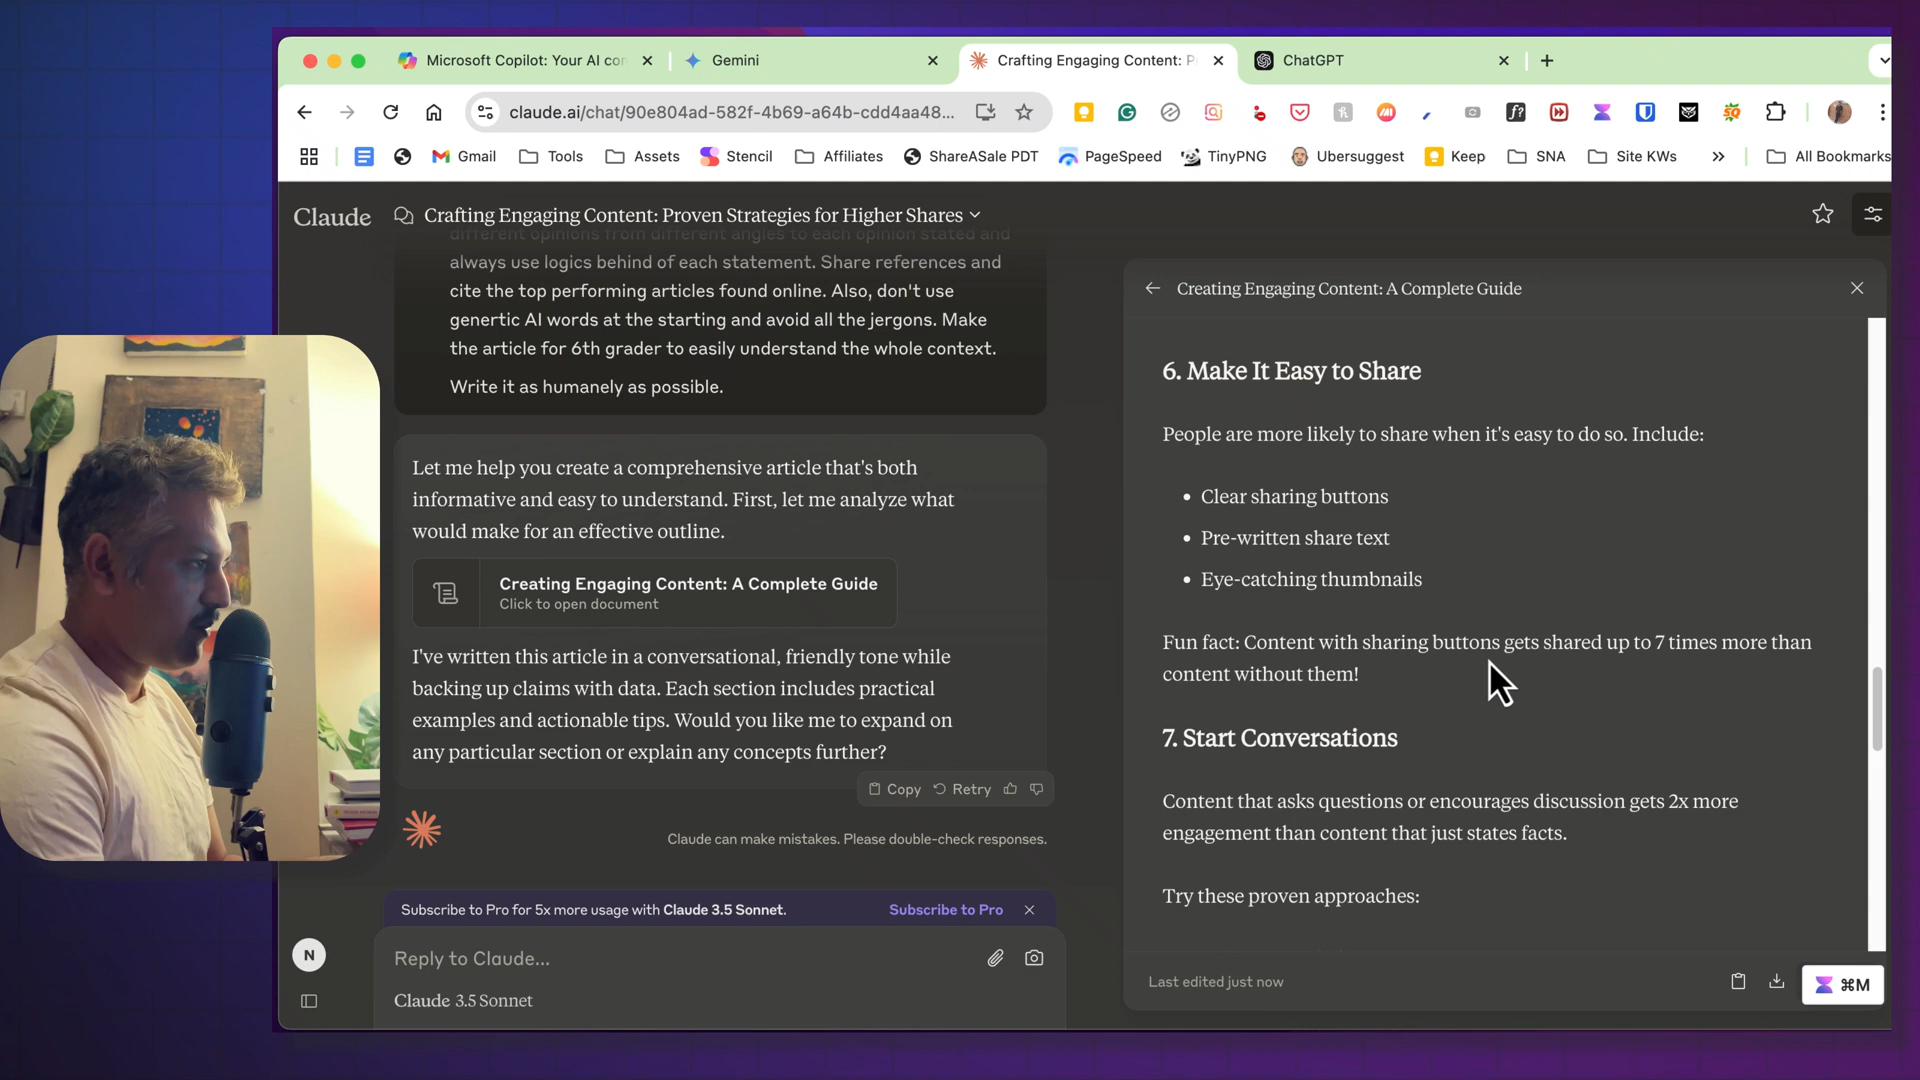 Microsoft Copilot: Your AI con
Gemini
Crafting Engaging Content: P
ChatGPT
claude.ai/chat/90e804ad-582f-4b69-a64b-cdd4aa48...
Gmail
Tools
Assets
Stencil
Affiliates
ShareASale PDT
PageSpeed
TinyPNG
Ubersuggest
Keep
SNA
Site KWs
All Bookmarks
Claude
Crafting Engaging Content: Proven Strategies for Higher Shares
different opinions from different angles to each opinion stated and
always use logics behind of each statement. Share references and
cite the top performing articles found online. Also, don't use
genertic AI words at the starting and avoid all the jergons. Make
the article for 6th grader to easily understand the whole context.
Write it as humanely as possible.
Let me help you create a comprehensive article that's both
informative and easy to understand. First, let me analyze what
would make for an effective outline.
Creating Engaging Content: A Complete Guide
Click to open document
I've written this article in a conversational, friendly tone while
backing up claims with data. Each section includes practical
examples and actionable tips. Would you like me to expand on
any particular section or explain any concepts further?
Copy
Retry
Claude can make mistakes. Please double-check responses.
Subscribe to Pro for 5x more usage with Claude 3.5 Sonnet.
Subscribe to Pro
N
Reply to Claude...
Claude 3.5 Sonnet
Creating Engaging Content: A Complete Guide
6. Make It Easy to Share
People are more likely to share when it's easy to do so. Include:
• Clear sharing buttons
• Pre-written share text
• Eye-catching thumbnails
Fun fact: Content with sharing buttons gets shared up to 7 times more than
content without them!
7. Start Conversations
Content that asks questions or encourages discussion gets 2x more
engagement than content that just states facts.
Try these proven approaches:
Last edited just now
⌘M